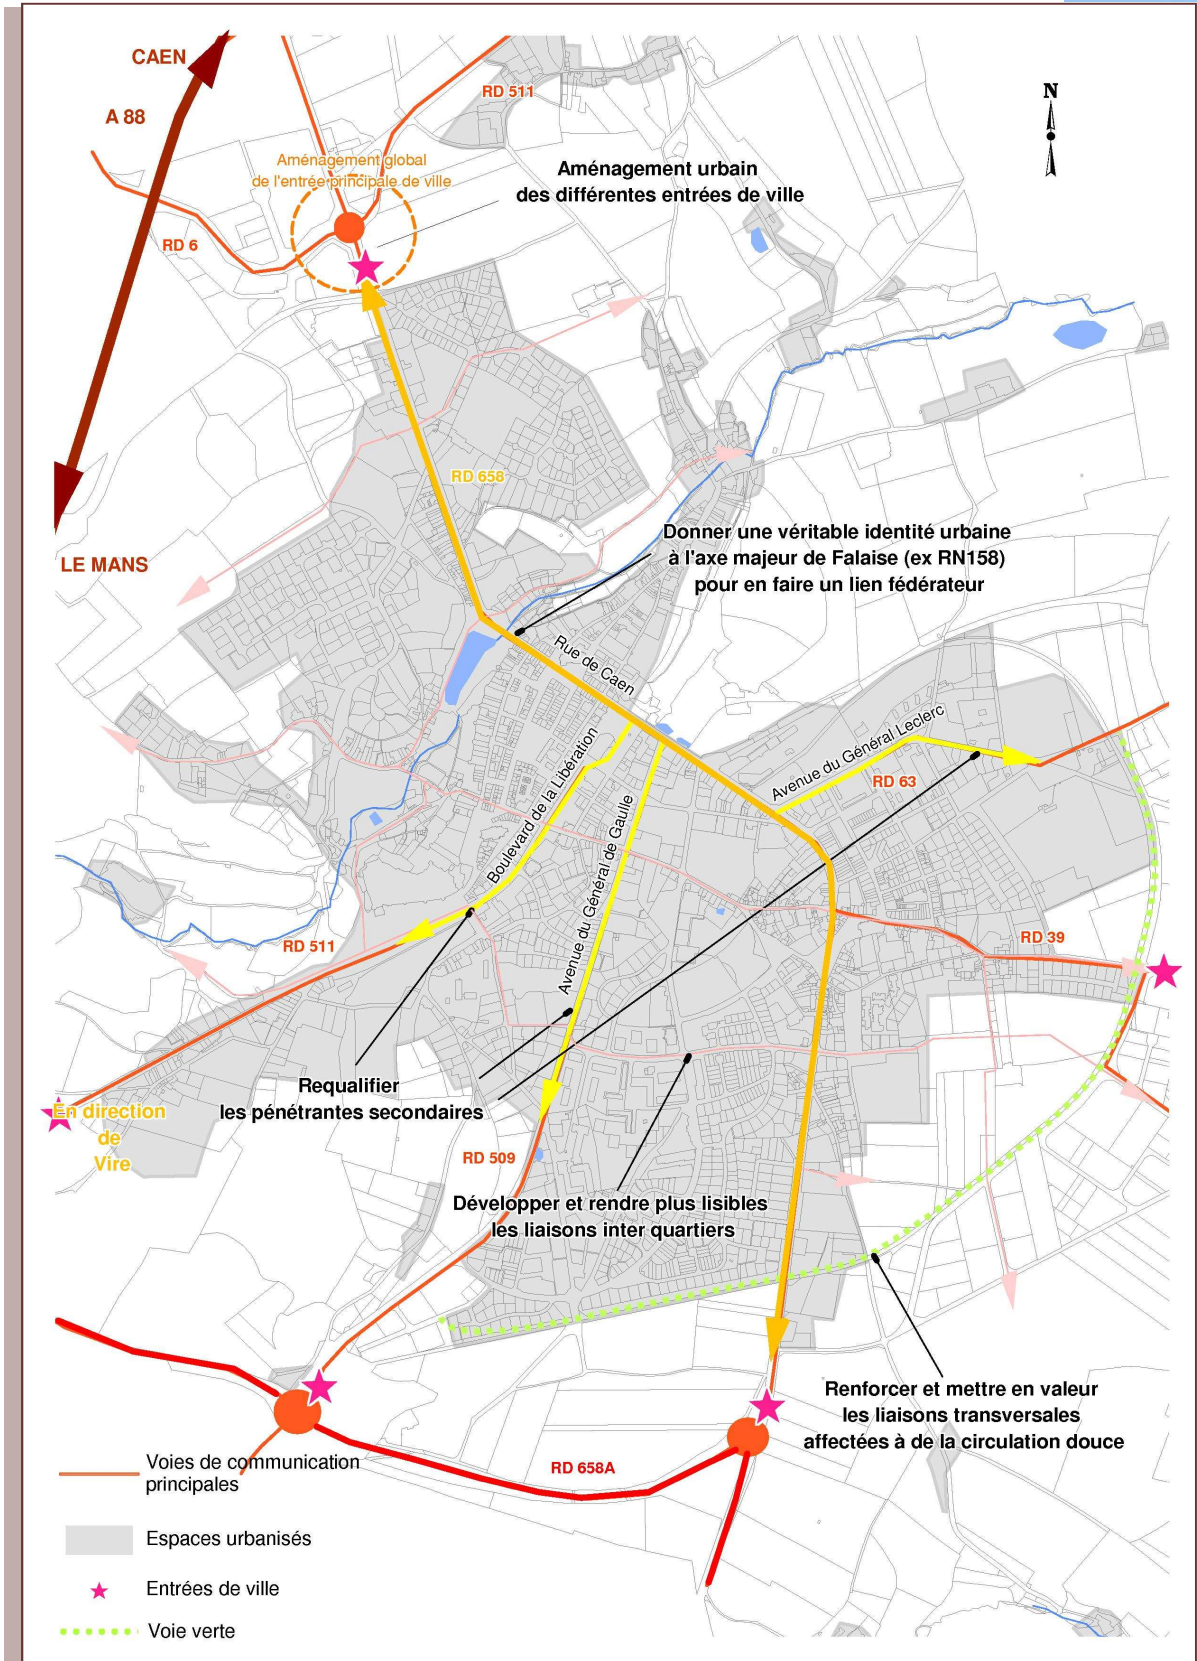 CAEN
A 88
RD 511
N
Aménagement global
de l'entrée principale de ville
Aménagement urbain
des différentes entrées de ville
RD 6
RD 658
Donner une véritable identité urbaine
à l'axe majeur de Falaise (ex RN158)
pour en faire un lien fédérateur
LE MANS
Rue de Caen
Avenue du Général Leclerc
RD 63
Boulevard de la Libération
Avenue du Général de Gaulle
RD 511
RD 39
Requalifier
les pénétrantes secondaires
En direction
de
Vire
RD 509
Développer et rendre plus lisibles
les liaisons inter quartiers
Renforcer et mettre en valeur
les liaisons transversales
affectées à de la circulation douce
RD 658A
Voies de communication
principales
Espaces urbanisés
Entrées de ville
Voie verte